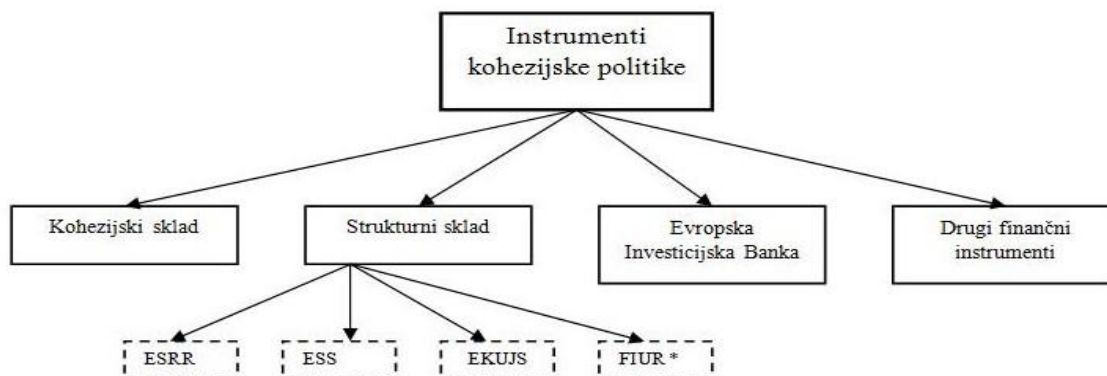 Instrumenti
kohezijske politike
Kohezijski sklad
Strukturni sklad
Evropska
Investicijska Banka
Drugi finančni
instrumenti
ESRR
ESS
EKUJS
FIUR *